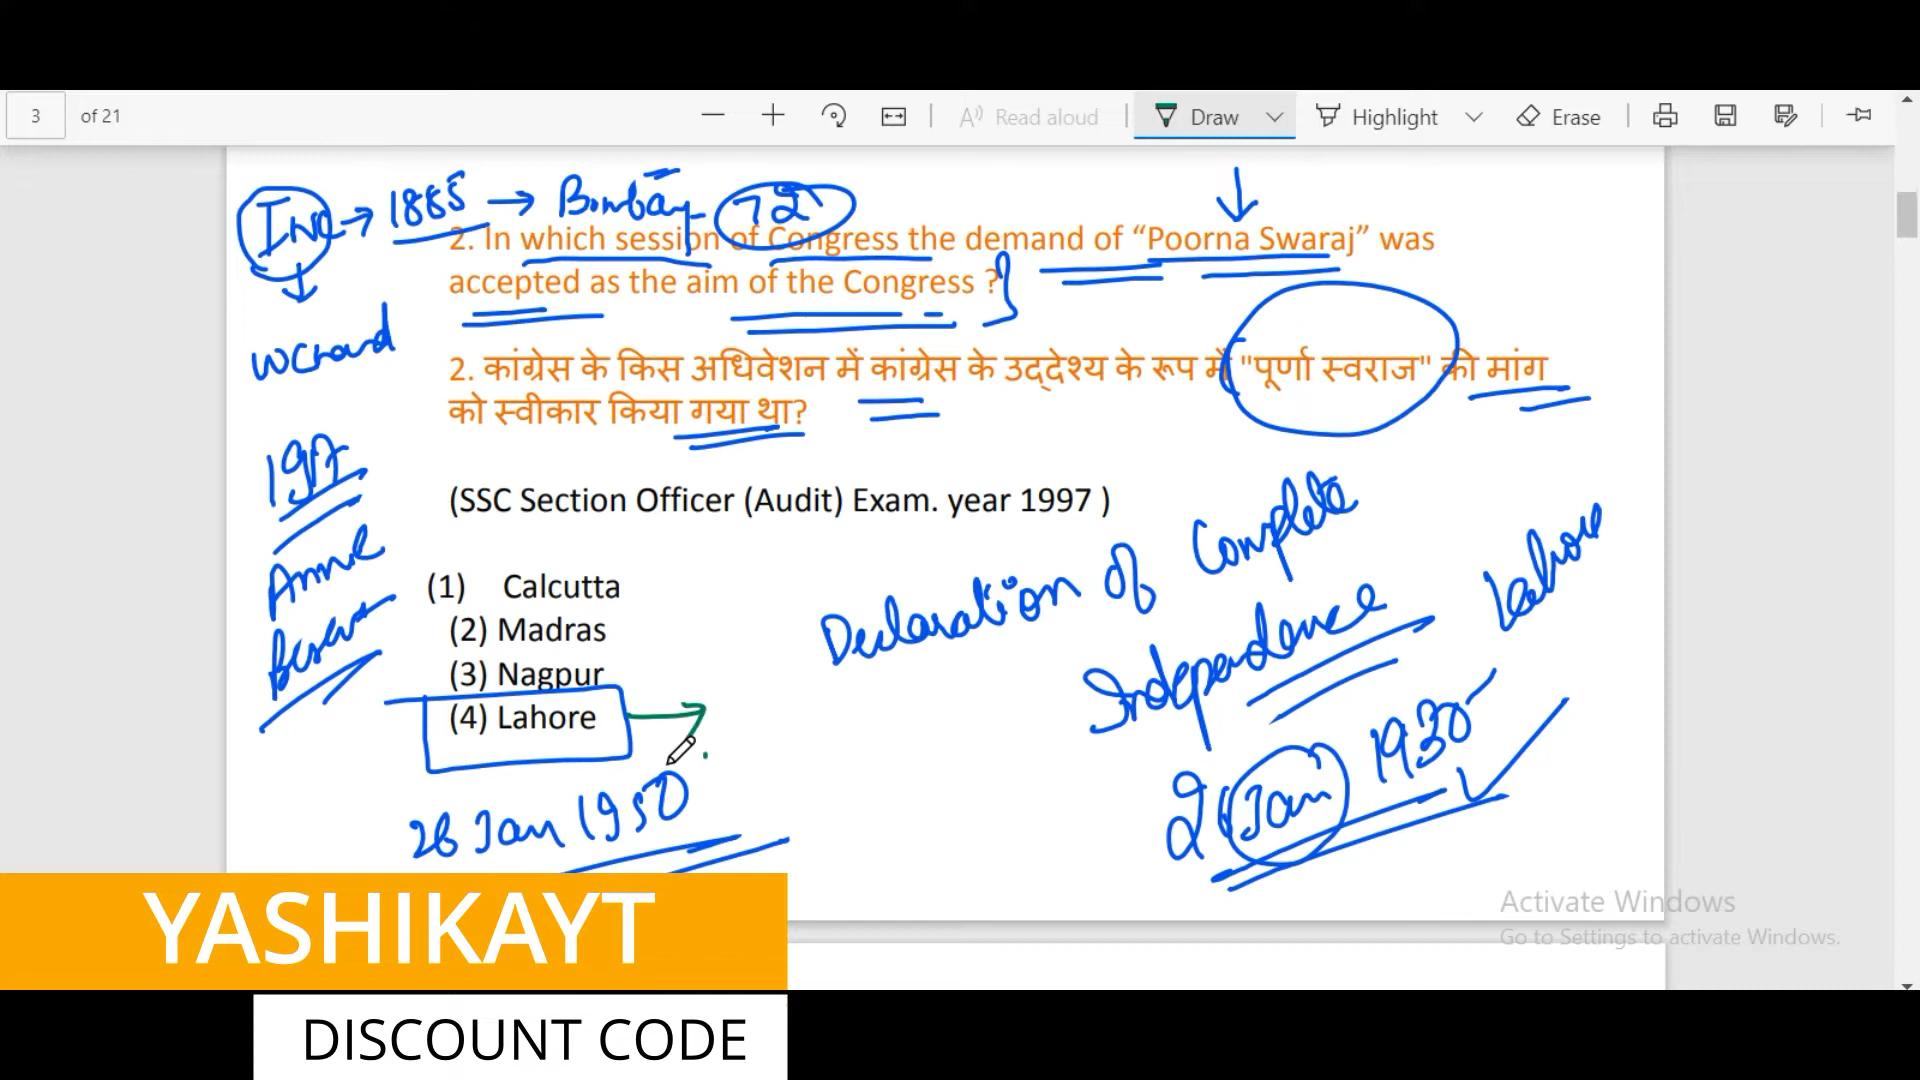 3 of 21
Read aloud
Draw
Highlight
Erase
INC → 1885 → Bombay 72
2. In which session of Congress the demand of “Poorna Swaraj” was
accepted as the aim of the Congress ?
2. कांग्रेस के किस अधिवेशन में कांग्रेस के उद्देश्य के रूप में "पूर्णा स्वराज" की मांग
को स्वीकार किया गया था?
(SSC Section Officer (Audit) Exam. year 1997 )
1917
Annie
Besant
(1) Calcutta
(2) Madras
(3) Nagpur
(4) Lahore
Declaration of Complete
Independence
Lahore
26 Jan 1930
26 Jan 1950
Activate Windows
Go to Settings to activate Windows.
YASHIKAYT
DISCOUNT CODE